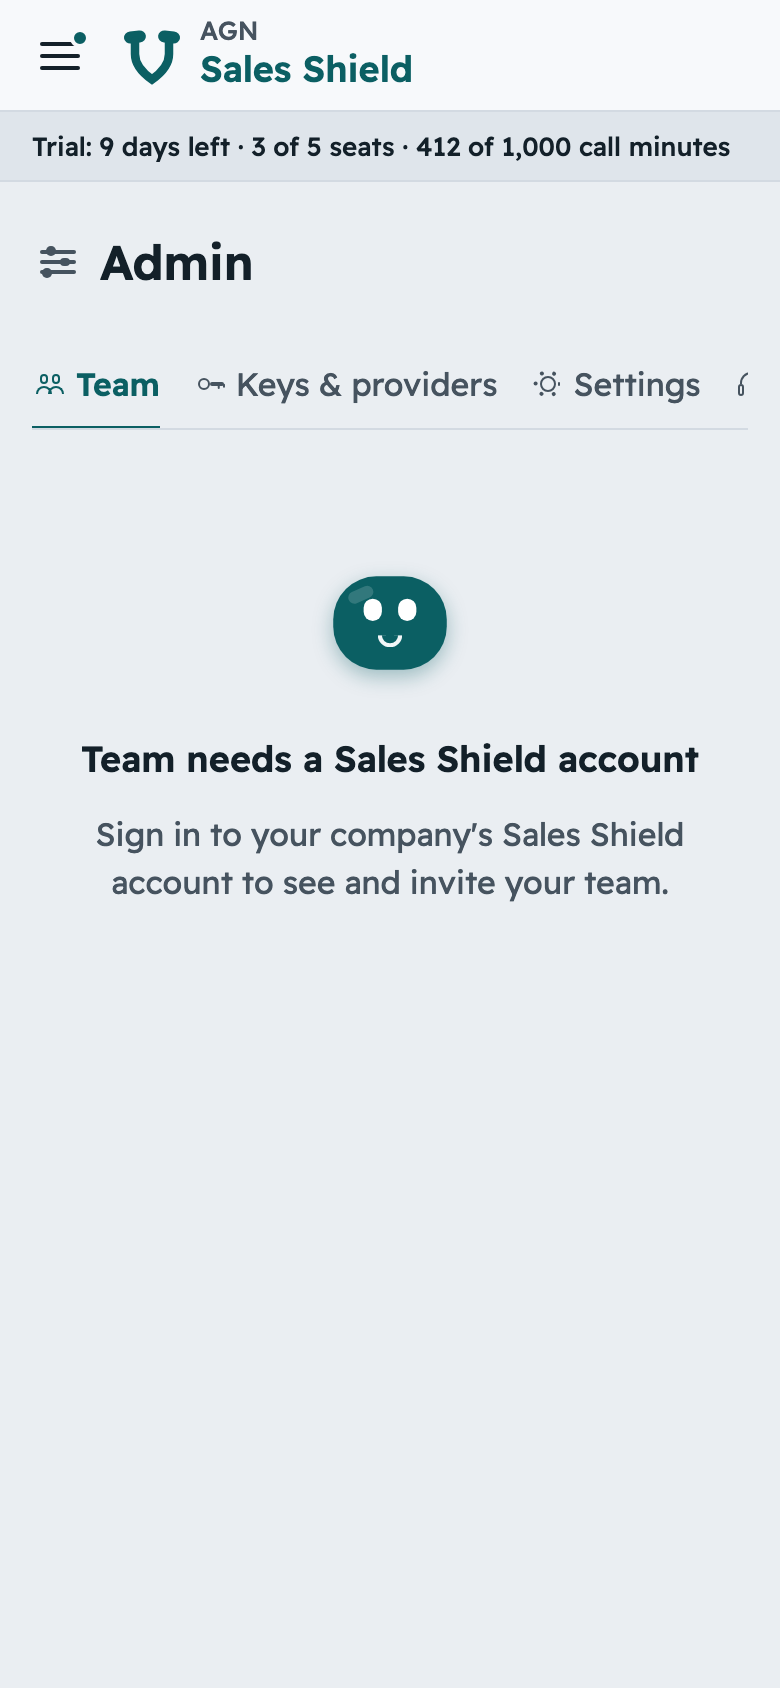 AGN
Sales Shield
Trial: 9 days left · 3 of 5 seats · 412 of 1,000 call minutes
Admin
Team
Keys & providers
Settings
Team needs a Sales Shield account
Sign in to your company's Sales Shield
account to see and invite your team.